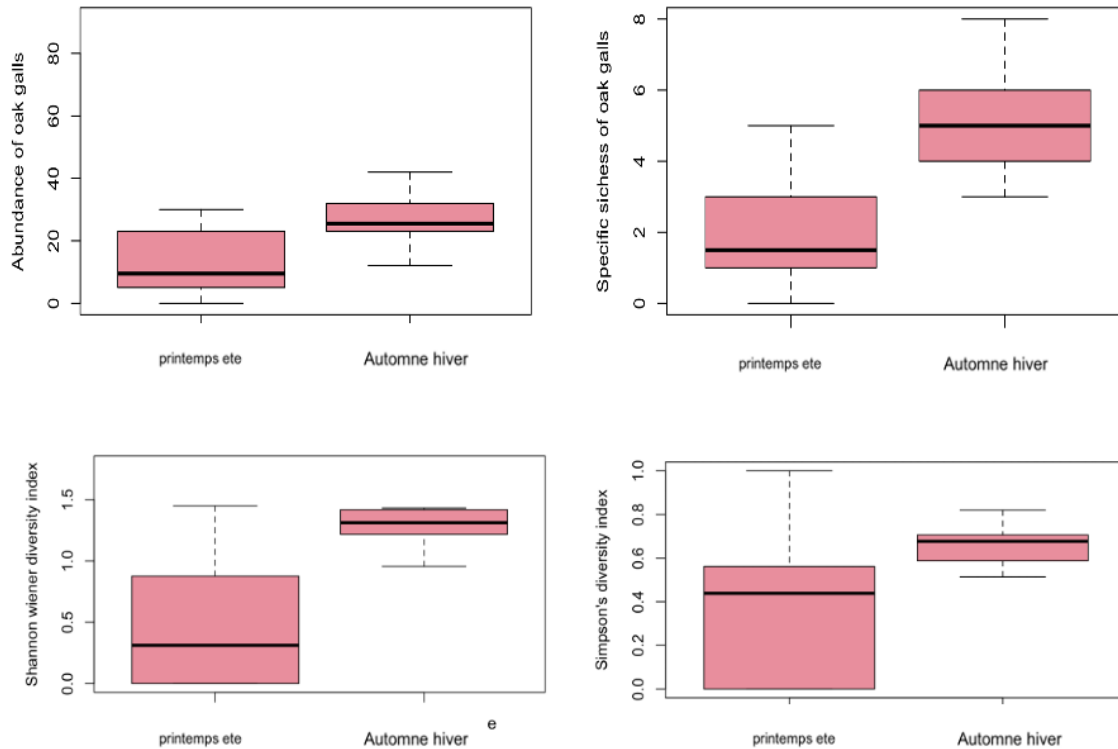 Abundance of oak galls
80
60
40
20
0
printemps ete
Automne hiver
Specific sichess of oak galls
8
6
4
2
0
printemps ete
Automne hiver
Shannon wiener diversity index
1.5
1.0
0.5
0.0
printemps ete
Automne hiver
e
Simpson's diversity index
1.0
0.8
0.6
0.4
0.2
0.0
printemps ete
Automne hiver